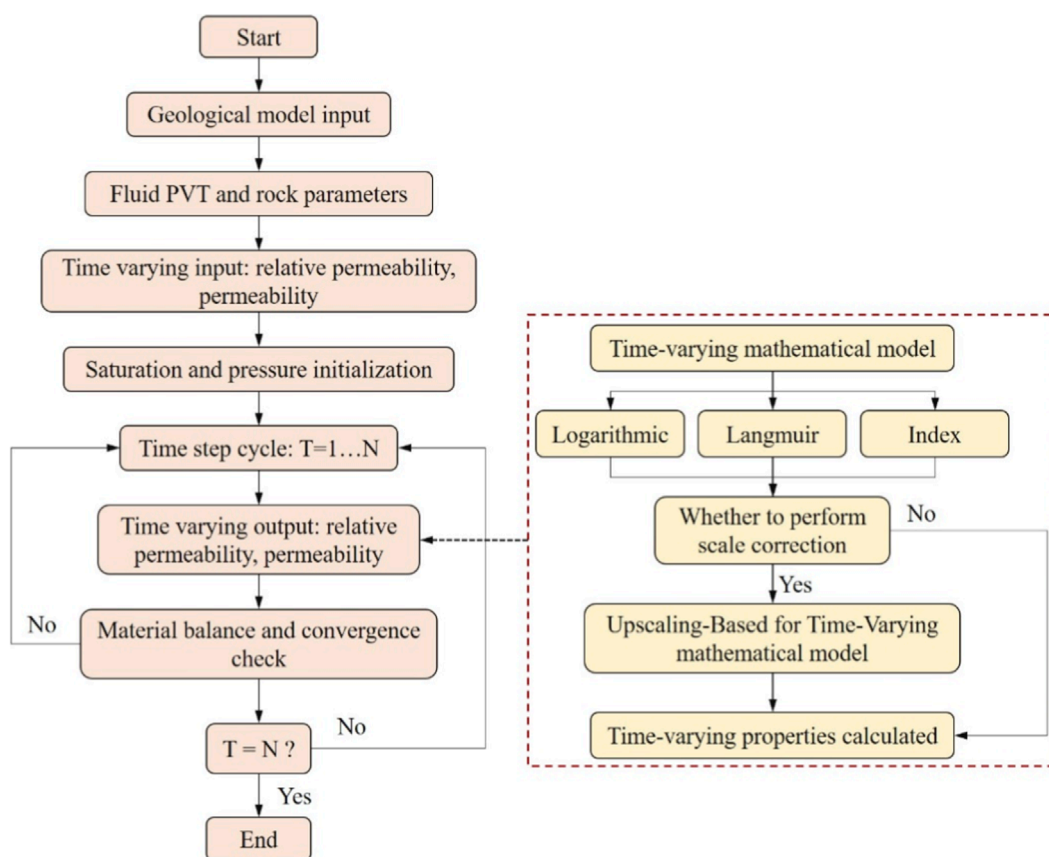 Start
Geological model input
Fluid PVT and rock parameters
Time varying input: relative permeability,
permeability
Saturation and pressure initialization
Time step cycle: T=1…N
Time varying output: relative
permeability, permeability
No
Material balance and convergence
check
No
T = N ?
Yes
End
Time-varying mathematical model
Logarithmic
Langmuir
Index
Whether to perform
scale correction
No
Yes
Upscaling-Based for Time-Varying
mathematical model
Time-varying properties calculated